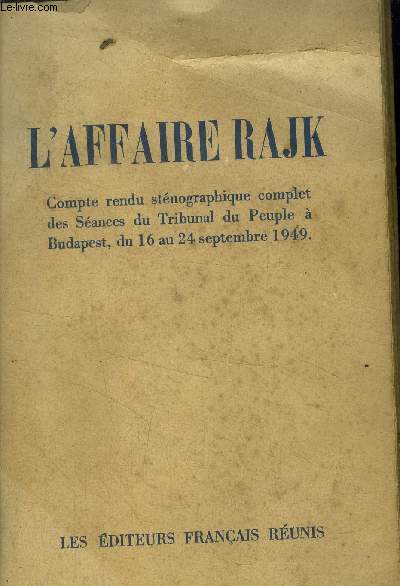 Le-livre.com
L'AFFAIRE RAJK
Compte rendu sténographique complet
des Séances du Tribunal du Peuple à
Budapest, du 16 au 24 septembre 1949.
LES ÉDITEURS FRANÇAIS RÉUNIS